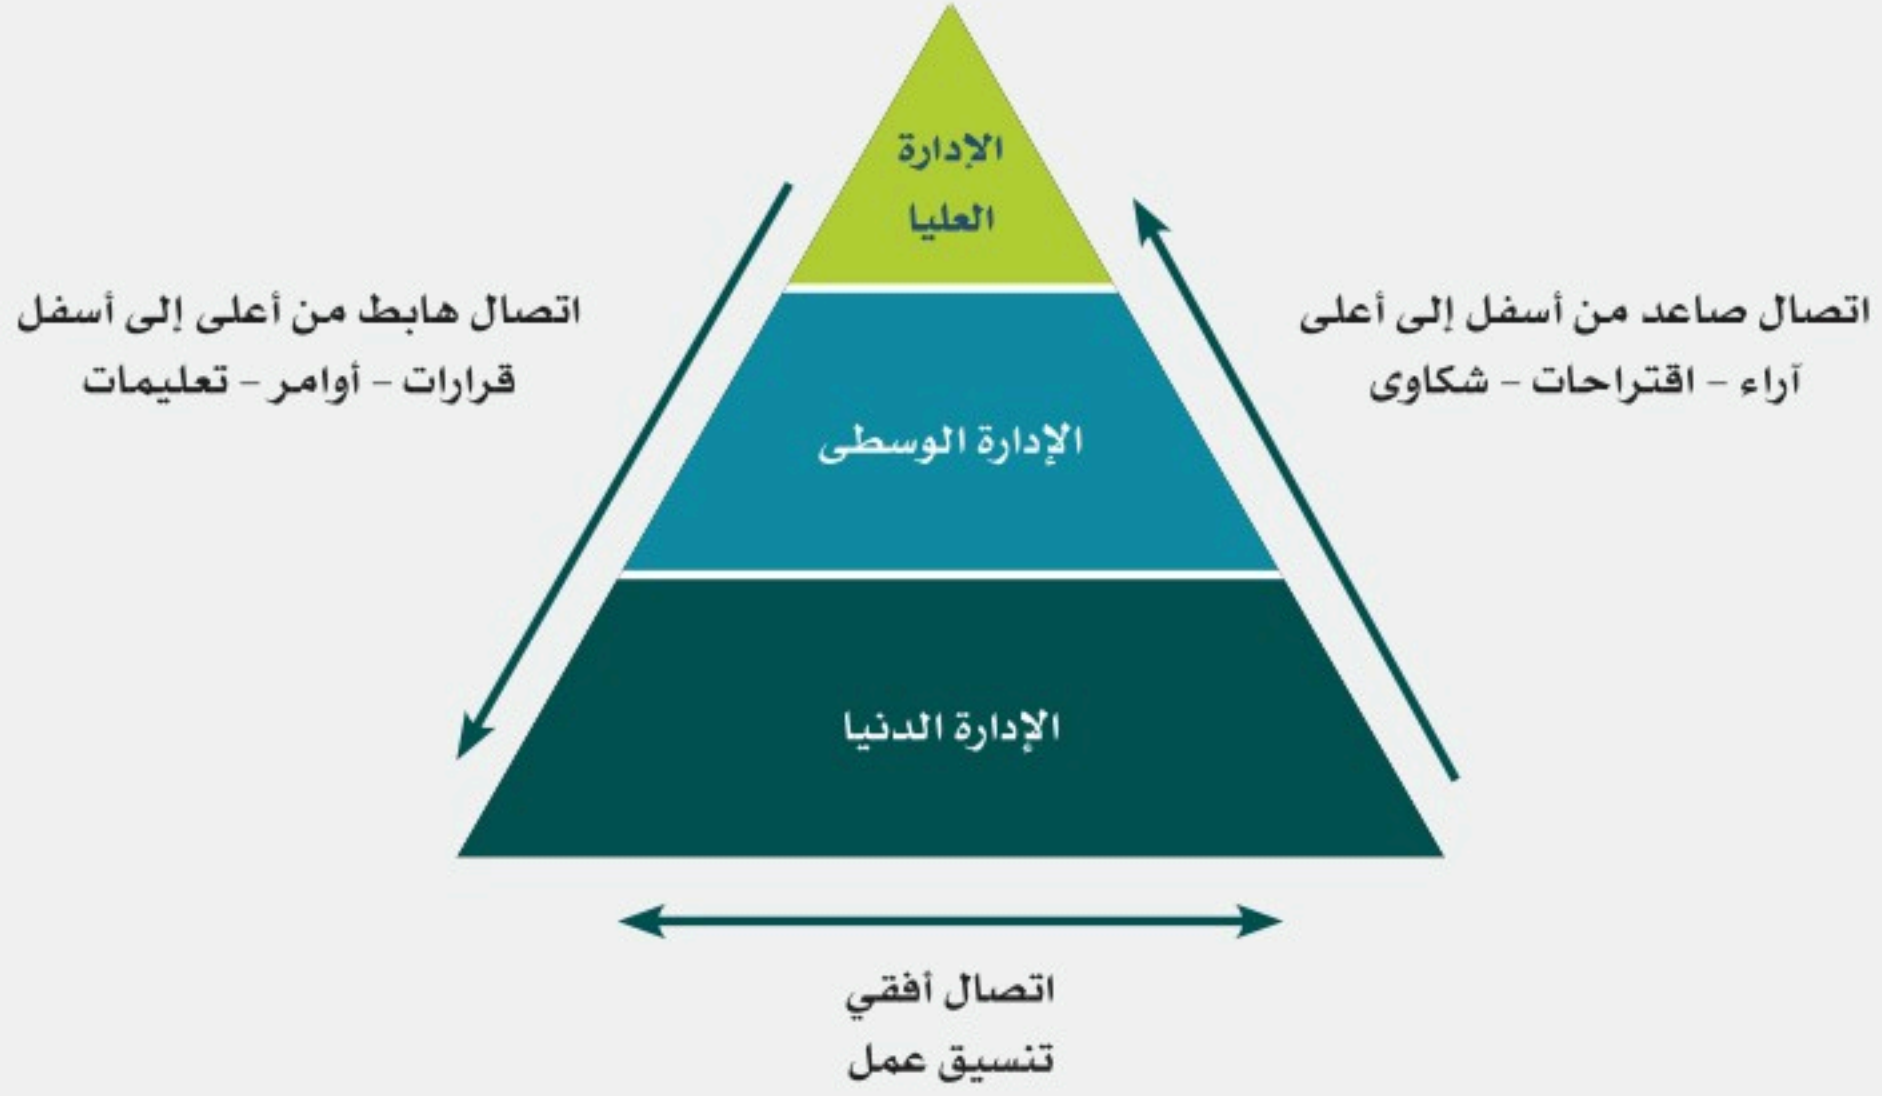 الإدارة
العليا
اتصال صاعد من أسفل إلى أعلى
آراء – اقتراحات – شكاوى
اتصال هابط من أعلى إلى أسفل
قرارات – أوامر – تعليمات
الإدارة الوسطى
الإدارة الدنيا
اتصال أفقي
تنسيق عمل